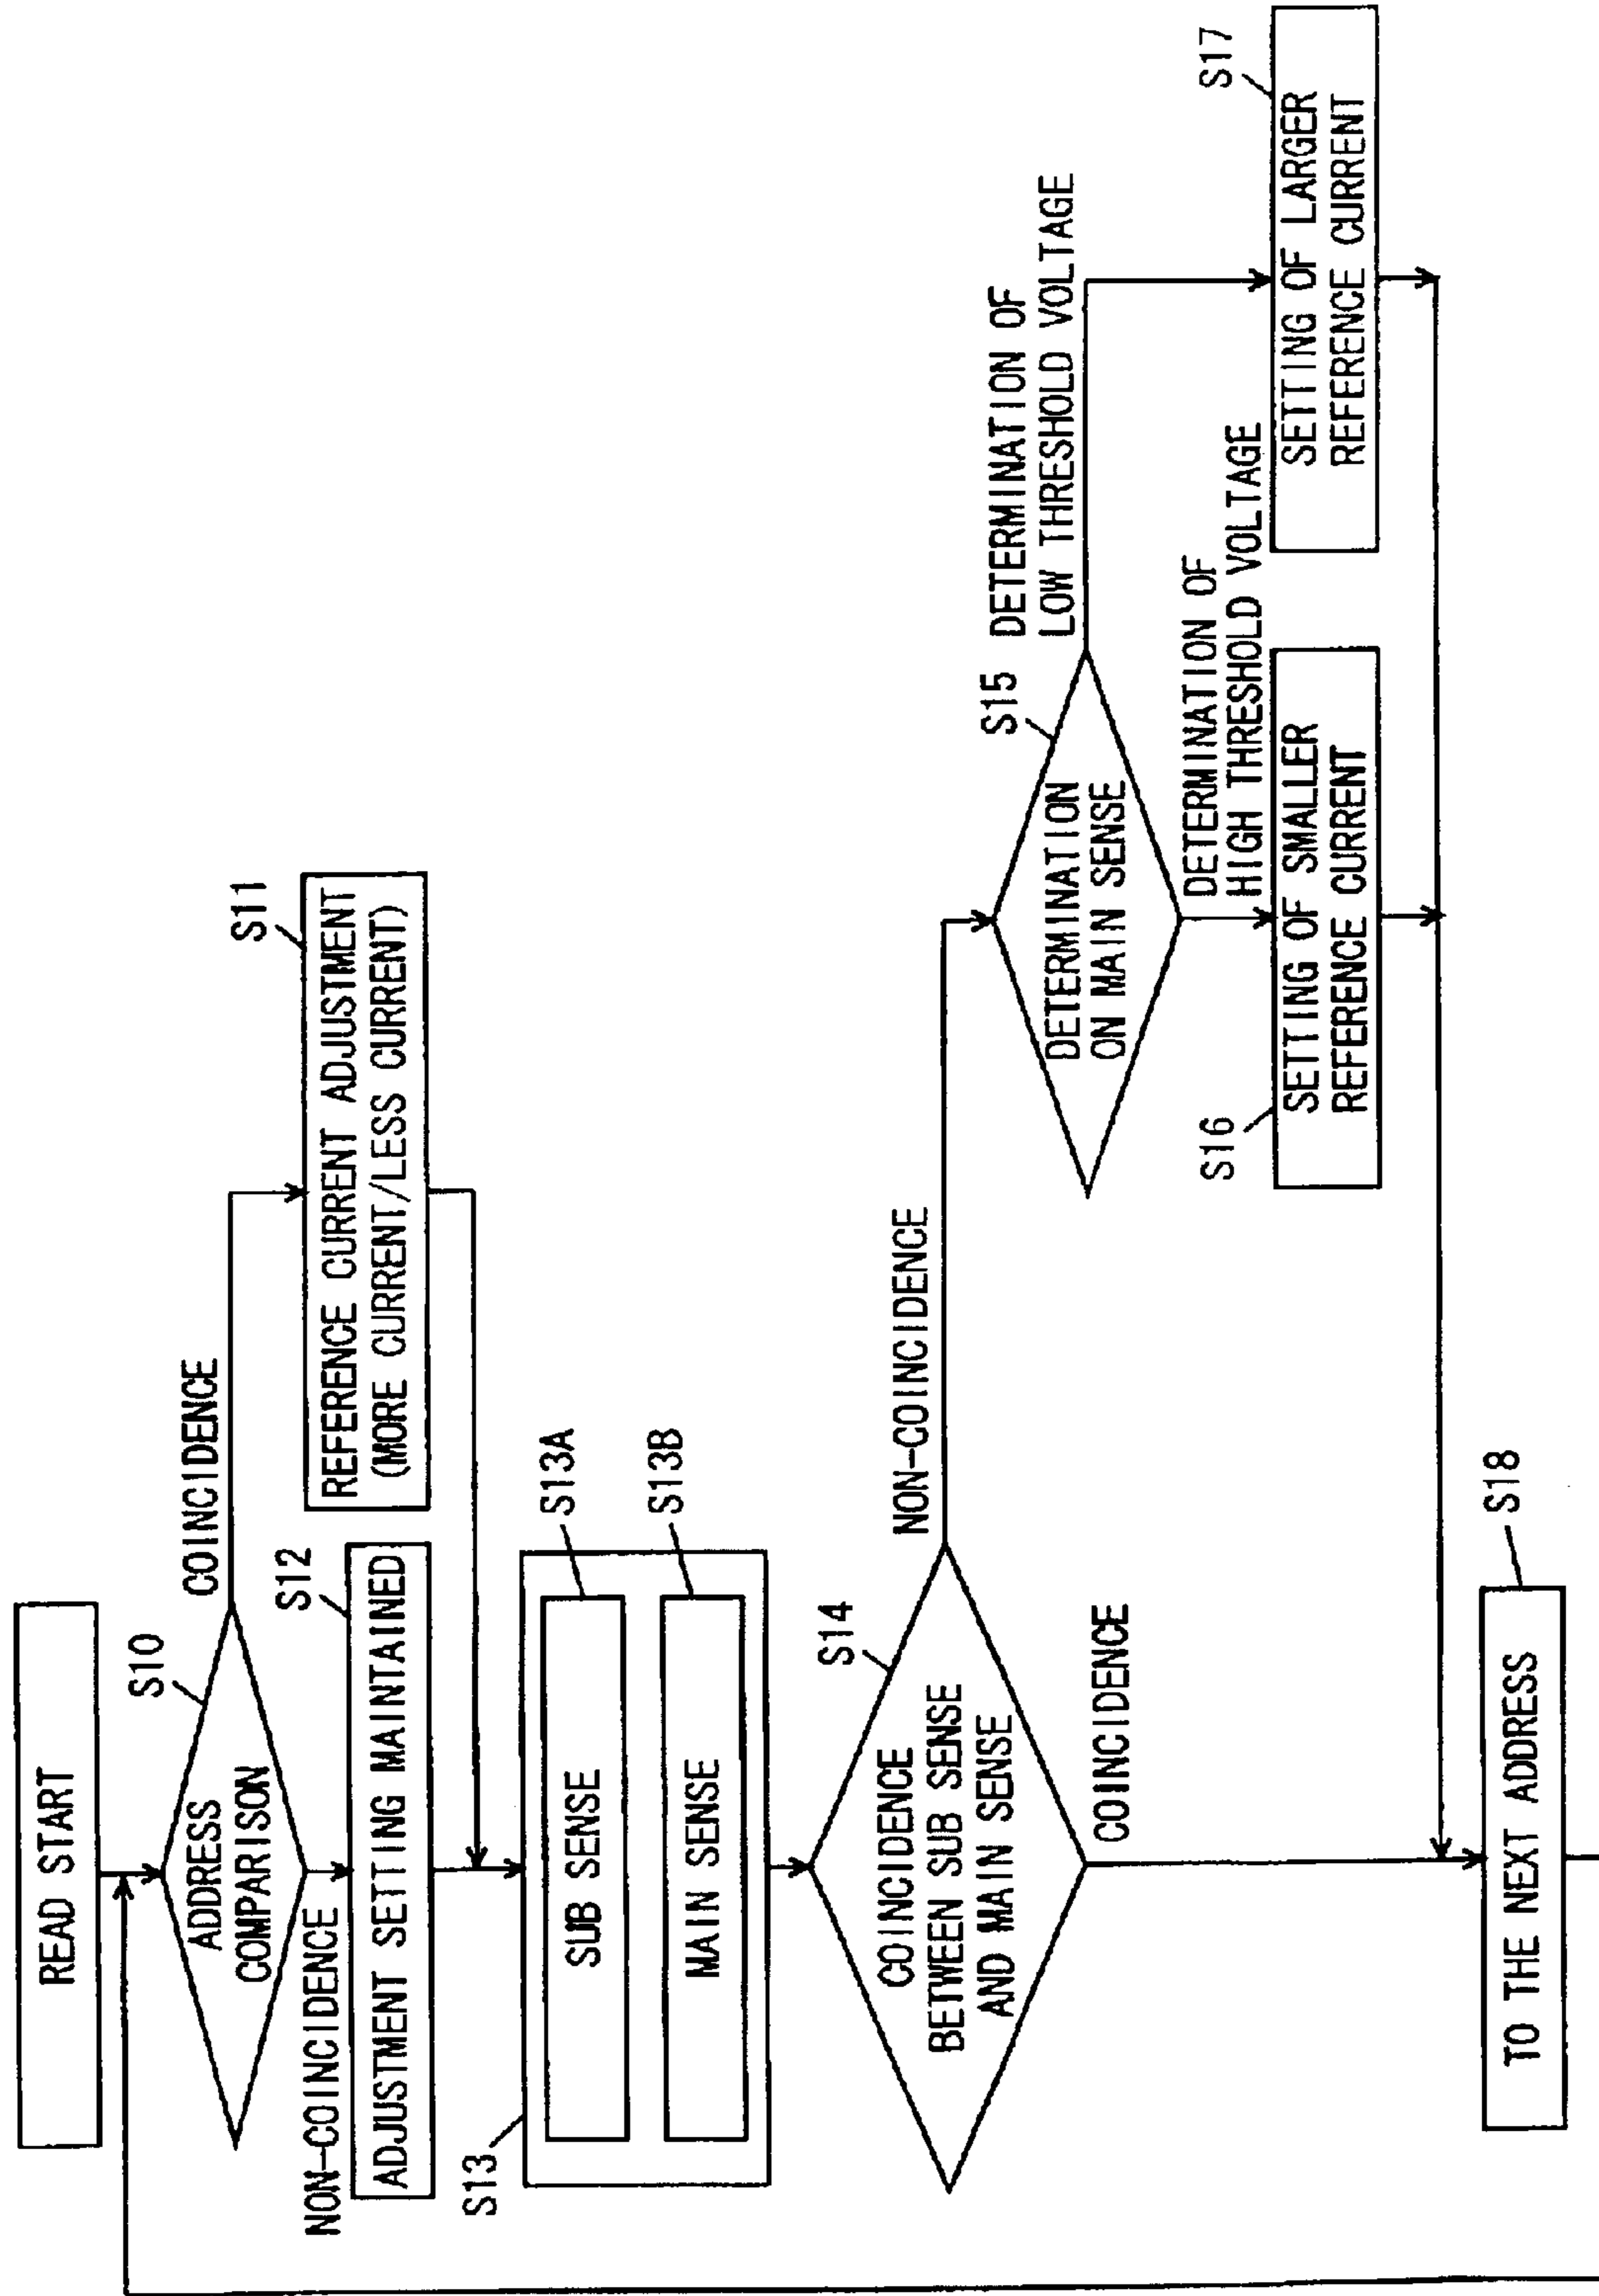 READ START
S10
ADDRESS
COMPARISON
COINCIDENCE
NON-COINCIDENCE
S11
REFERENCE CURRENT ADJUSTMENT
(MORE CURRENT/LESS CURRENT)
S12
ADJUSTMENT SETTING MAINTAINED
S13
SUB SENSE
S13A
MAIN SENSE
S13B
S14
COINCIDENCE
BETWEEN SUB SENSE
AND MAIN SENSE
NON-COINCIDENCE
COINCIDENCE
S15
DETERMINATION
ON MAIN SENSE
DETERMINATION OF
LOW THRESHOLD VOLTAGE
DETERMINATION OF
HIGH THRESHOLD VOLTAGE
S16
SETTING OF SMALLER
REFERENCE CURRENT
S17
SETTING OF LARGER
REFERENCE CURRENT
S18
TO THE NEXT ADDRESS